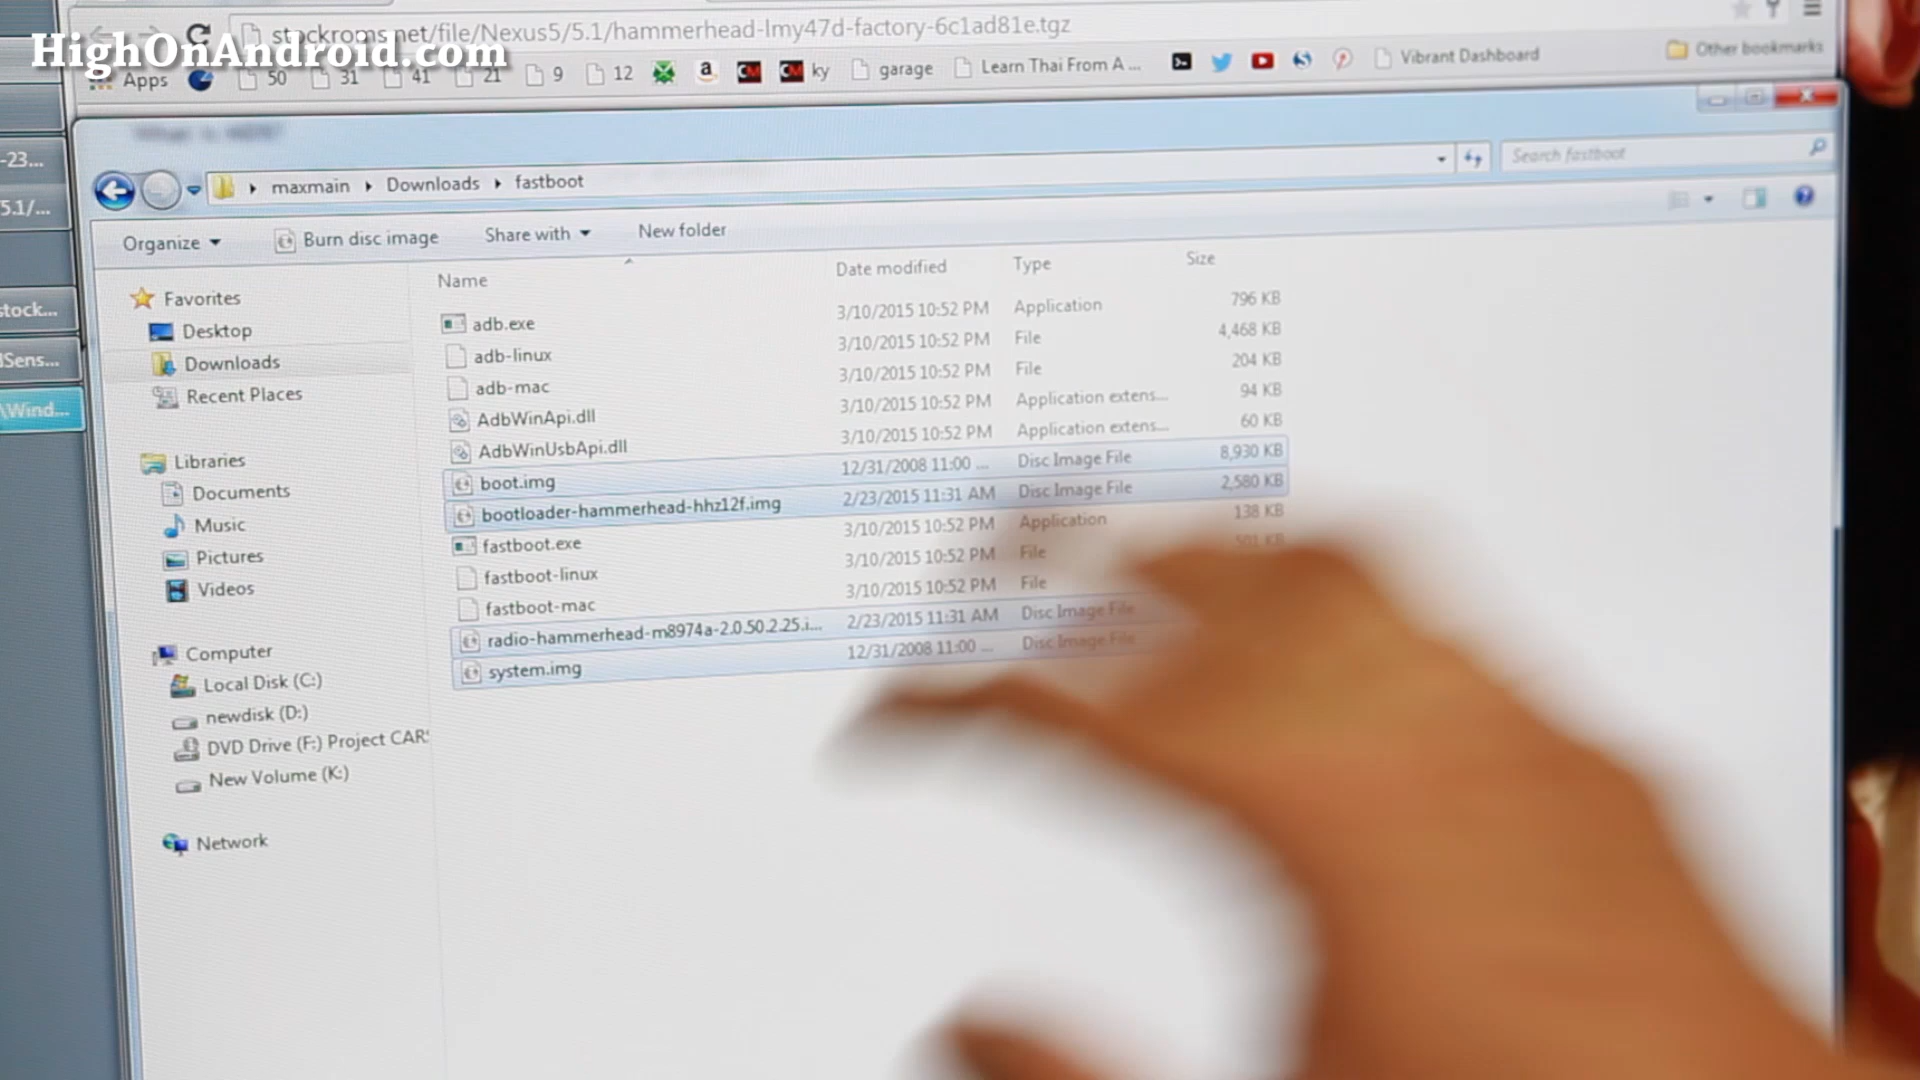 stockroms.net/file/Nexus5/5.1/hammerhead-lmy47d-factory-6c1ad81e.tgz
HighOnAndroid.com
Apps 50 31 41 21 9 12 ky garage Learn Thai From A ... Vibrant Dashboard Other bookmarks
-23...
5.1/...
stock...
lSens...
\Wind...
maxmain Downloads fastboot Search fastboot
Organize Burn disc image Share with New folder
Name Date modified Type Size
adb.exe 3/10/2015 10:52 PM Application 796 KB
adb-linux 3/10/2015 10:52 PM File 4,468 KB
adb-mac 3/10/2015 10:52 PM File 204 KB
AdbWinApi.dll 3/10/2015 10:52 PM Application extens... 94 KB
AdbWinUsbApi.dll 3/10/2015 10:52 PM Application extens... 60 KB
boot.img 12/31/2008 11:00 ... Disc Image File 8,930 KB
bootloader-hammerhead-hhz12f.img 2/23/2015 11:31 AM Disc Image File 2,580 KB
fastboot.exe 3/10/2015 10:52 PM Application 138 KB
fastboot-linux 3/10/2015 10:52 PM File 501 KB
fastboot-mac 3/10/2015 10:52 PM File
radio-hammerhead-m8974a-2.0.50.2.25.i... 2/23/2015 11:31 AM Disc Image File
system.img 12/31/2008 11:00 ... Disc Image File
Favorites
Desktop
Downloads
Recent Places
Libraries
Documents
Music
Pictures
Videos
Computer
Local Disk (C:)
newdisk (D:)
DVD Drive (F:) Project CARS
New Volume (K:)
Network